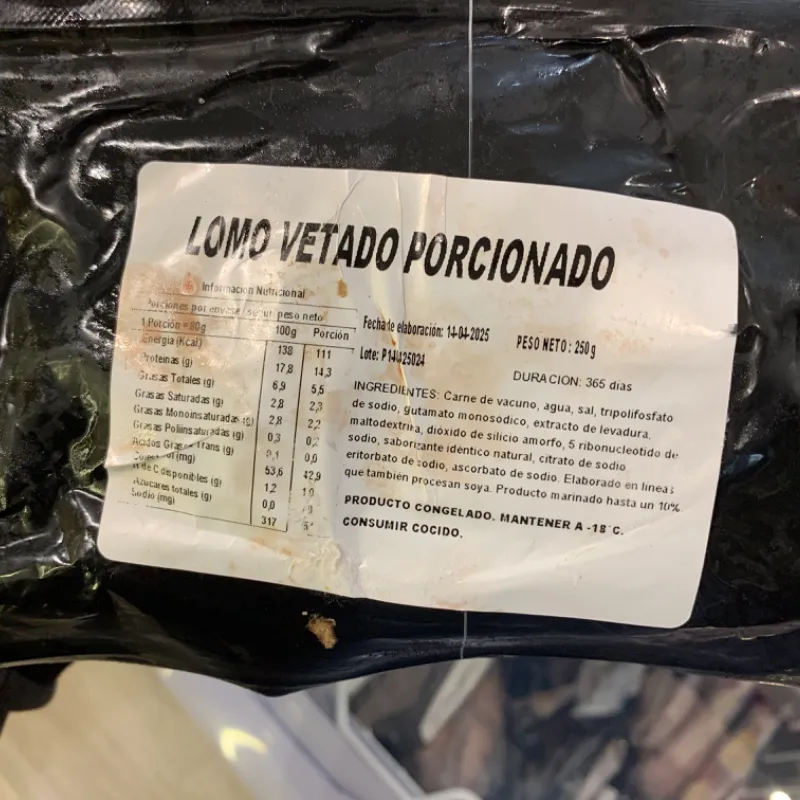 LOMO VETADO PORCIONADO
Información Nutricional
Porciones por envase: según peso neto
1 Porción = 80g 100g Porción
Energía (Kcal) 138 111
Proteínas (g) 17,8 14,3
Grasas Totales (g) 6,9 5,5
Grasas Saturadas (g) 2,8 2,3
Grasas Monoinsaturadas (g) 2,8 2,2
Grasas Poliinsaturadas (g) 0,3 0,2
Acidos Grasos Trans (g) 0,1 0,0
(mg) 53,6 42,9
H de C disponibles (g) 1,2
Azucares totales (g) 0,0
Sodio (mg) 317
Fecha de elaboración: 14-04-2025
Lote:
PESO NETO: 250g
DURACION: 365 días
INGREDIENTES: Carne de vacuno, agua, sal, tripolifosfato
de sodio, glutamato monosódico, extracto de levadura,
maltodextrina, dióxido de silicio amorfo, 5 ribonucleótido de
sodio, saborizante idéntico natural, citrato de sodio
eritorbato de sodio, ascorbato de sodio. Elaborado en líneas
que también procesan soya. Producto marinado hasta un 10%.
PRODUCTO CONGELADO. MANTENER A -18°C.
CONSUMIR COCIDO.